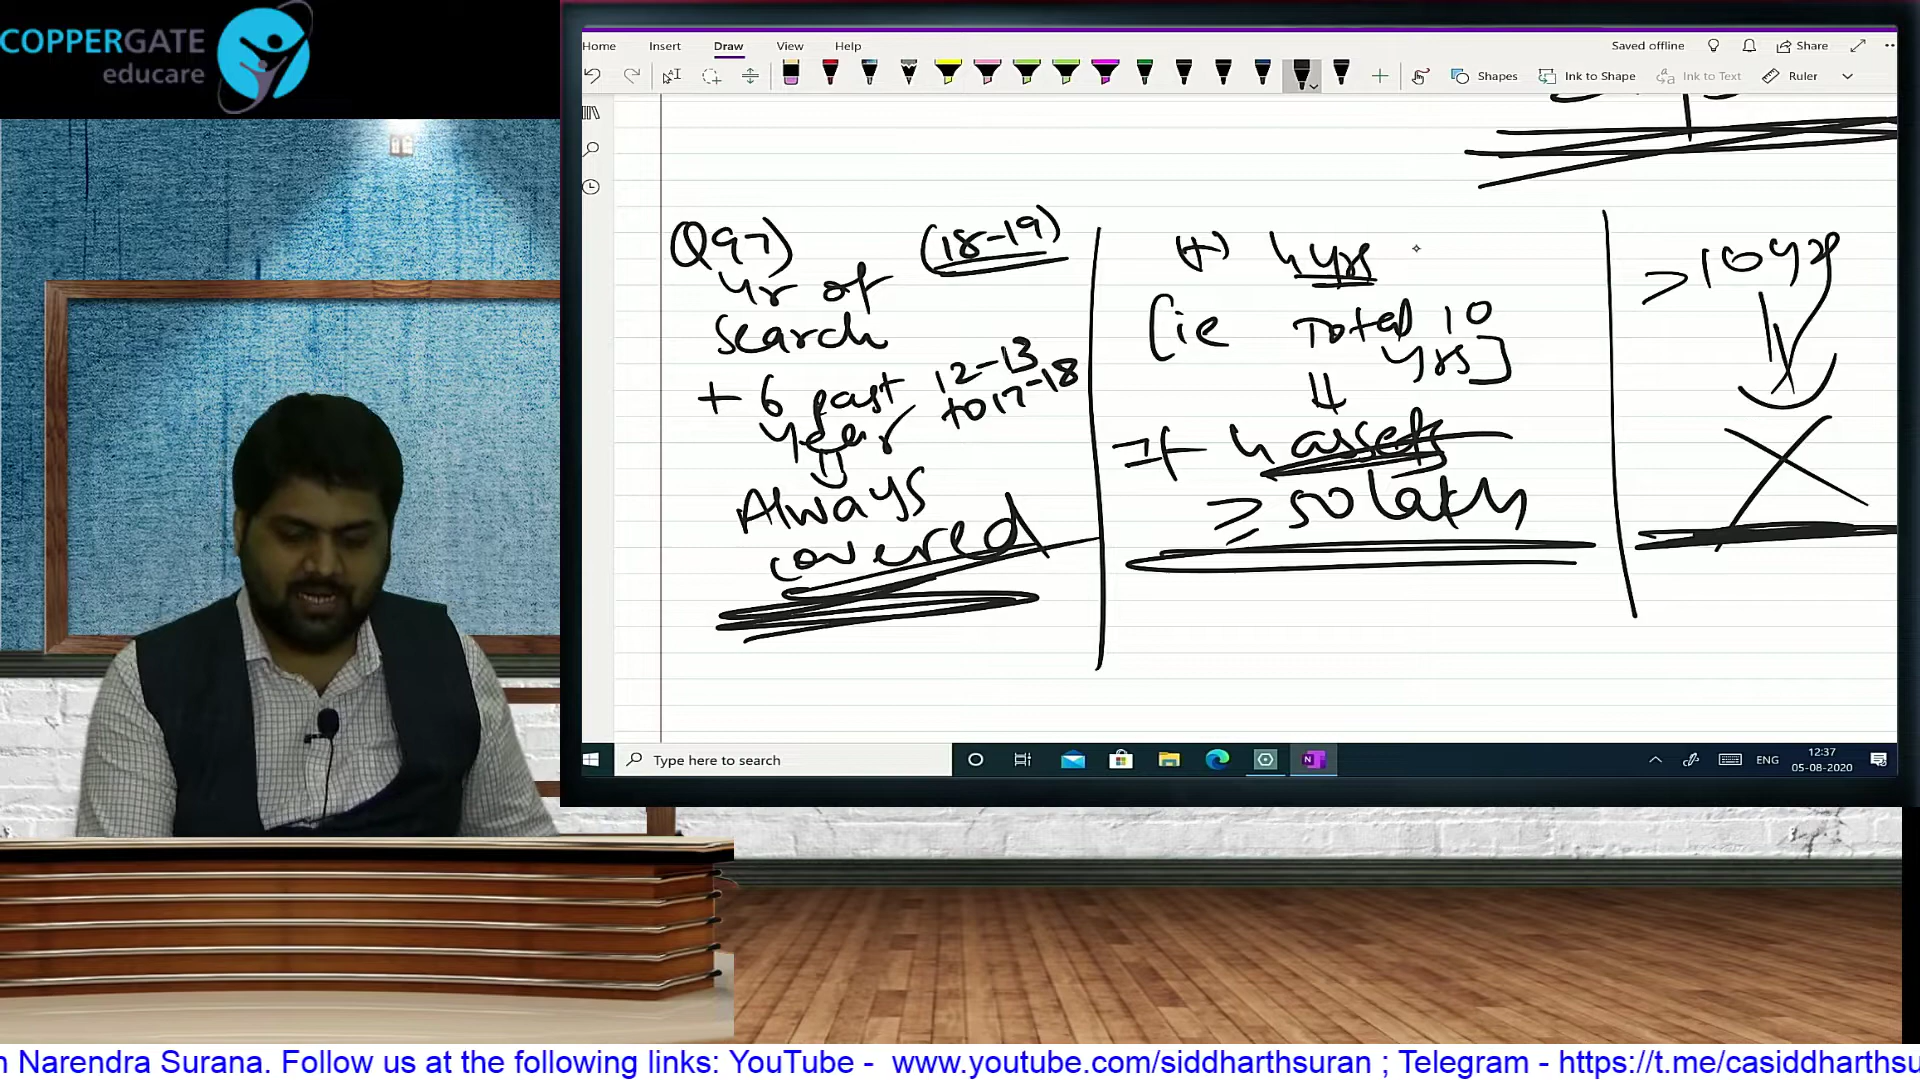 COPPERGATE
educare
Home Insert Draw View Help Saved offline Share
Shapes Ink to Shape Ink to Text Ruler
Q97) (18-19)
yr of
search
+ 6 past 12-13
year to 17-18
Always
covered
(+) 4 yrs
[ie Total 10
yrs]
If 4 assets
≥ 50 lakh
> 10 yrs
Type here to search
ENG
12:37
05-08-2020
n Narendra Surana. Follow us at the following links: YouTube - www.youtube.com/siddharthsuran ; Telegram - https://t.me/casiddharthsu